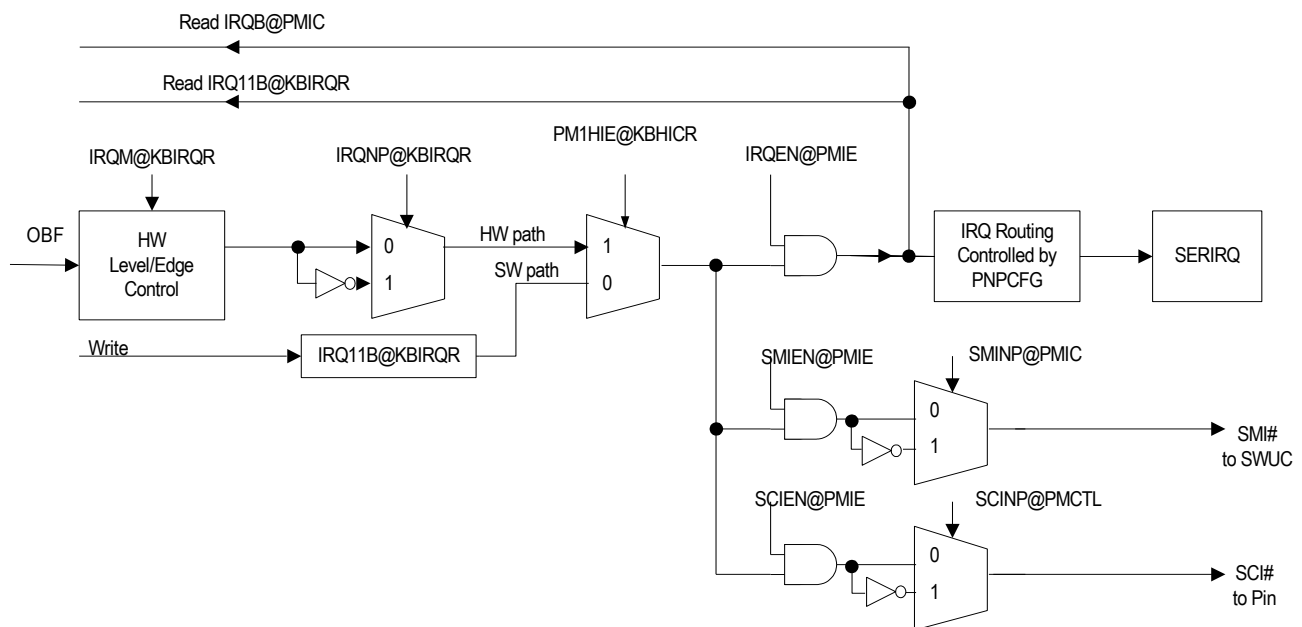 Read IRQB@PMIC
Read IRQ11B@KBIRQR
PM1HIE@KBHICR
IRQM@KBIRQR
IRQNP@KBIRQR
IRQEN@PMIE
OBF
HW
Level/Edge
Control
0
1
HW path
SW path
1
0
IRQ Routing
Controlled by
PNPCFG
SERIRQ
Write
IRQ11B@KBIRQR
SMIEN@PMIE
SMINP@PMIC
0
1
SMI#
to SWUC
SCIEN@PMIE
SCINP@PMCTL
0
1
SCI#
to Pin